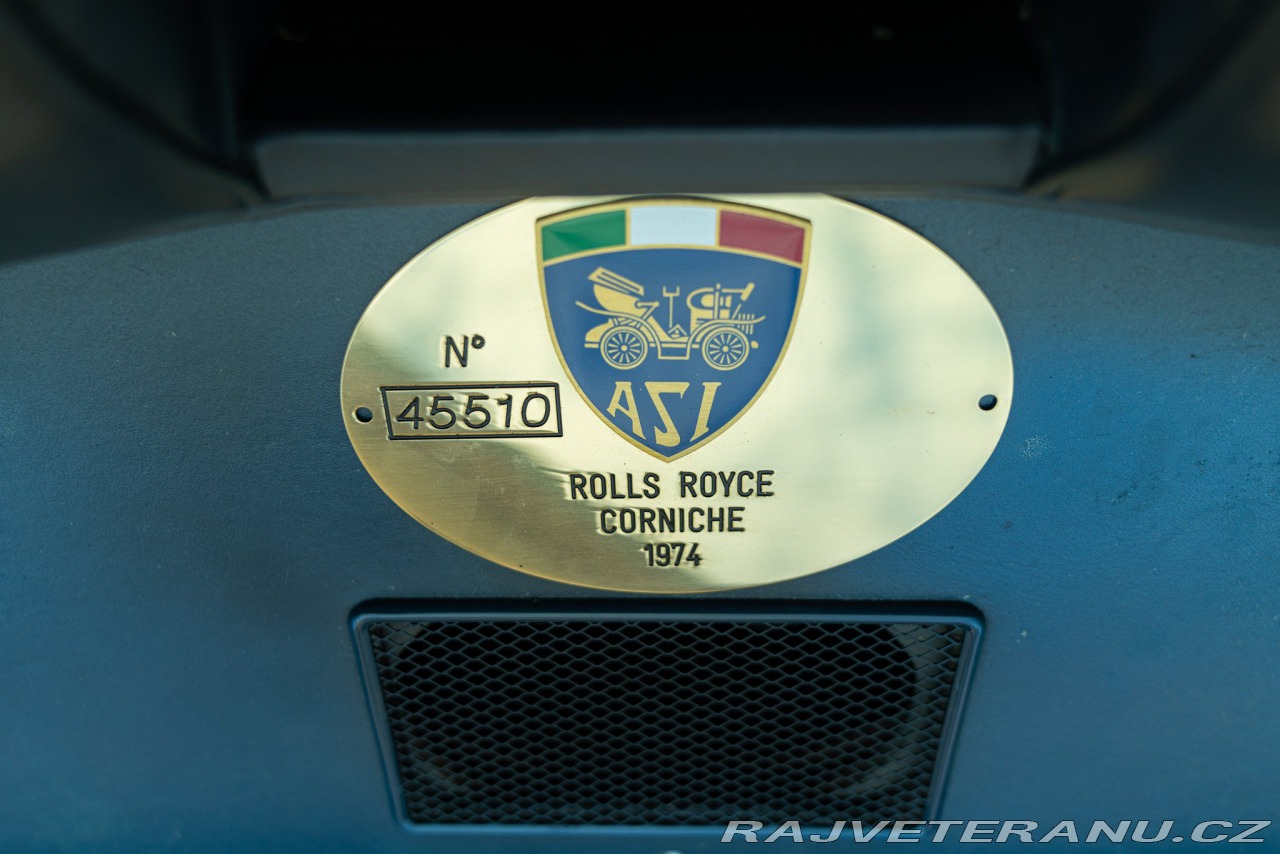 N°
45510
ASI
ROLLS ROYCE
CORNICHE
1974
RAJVETERANU.CZ